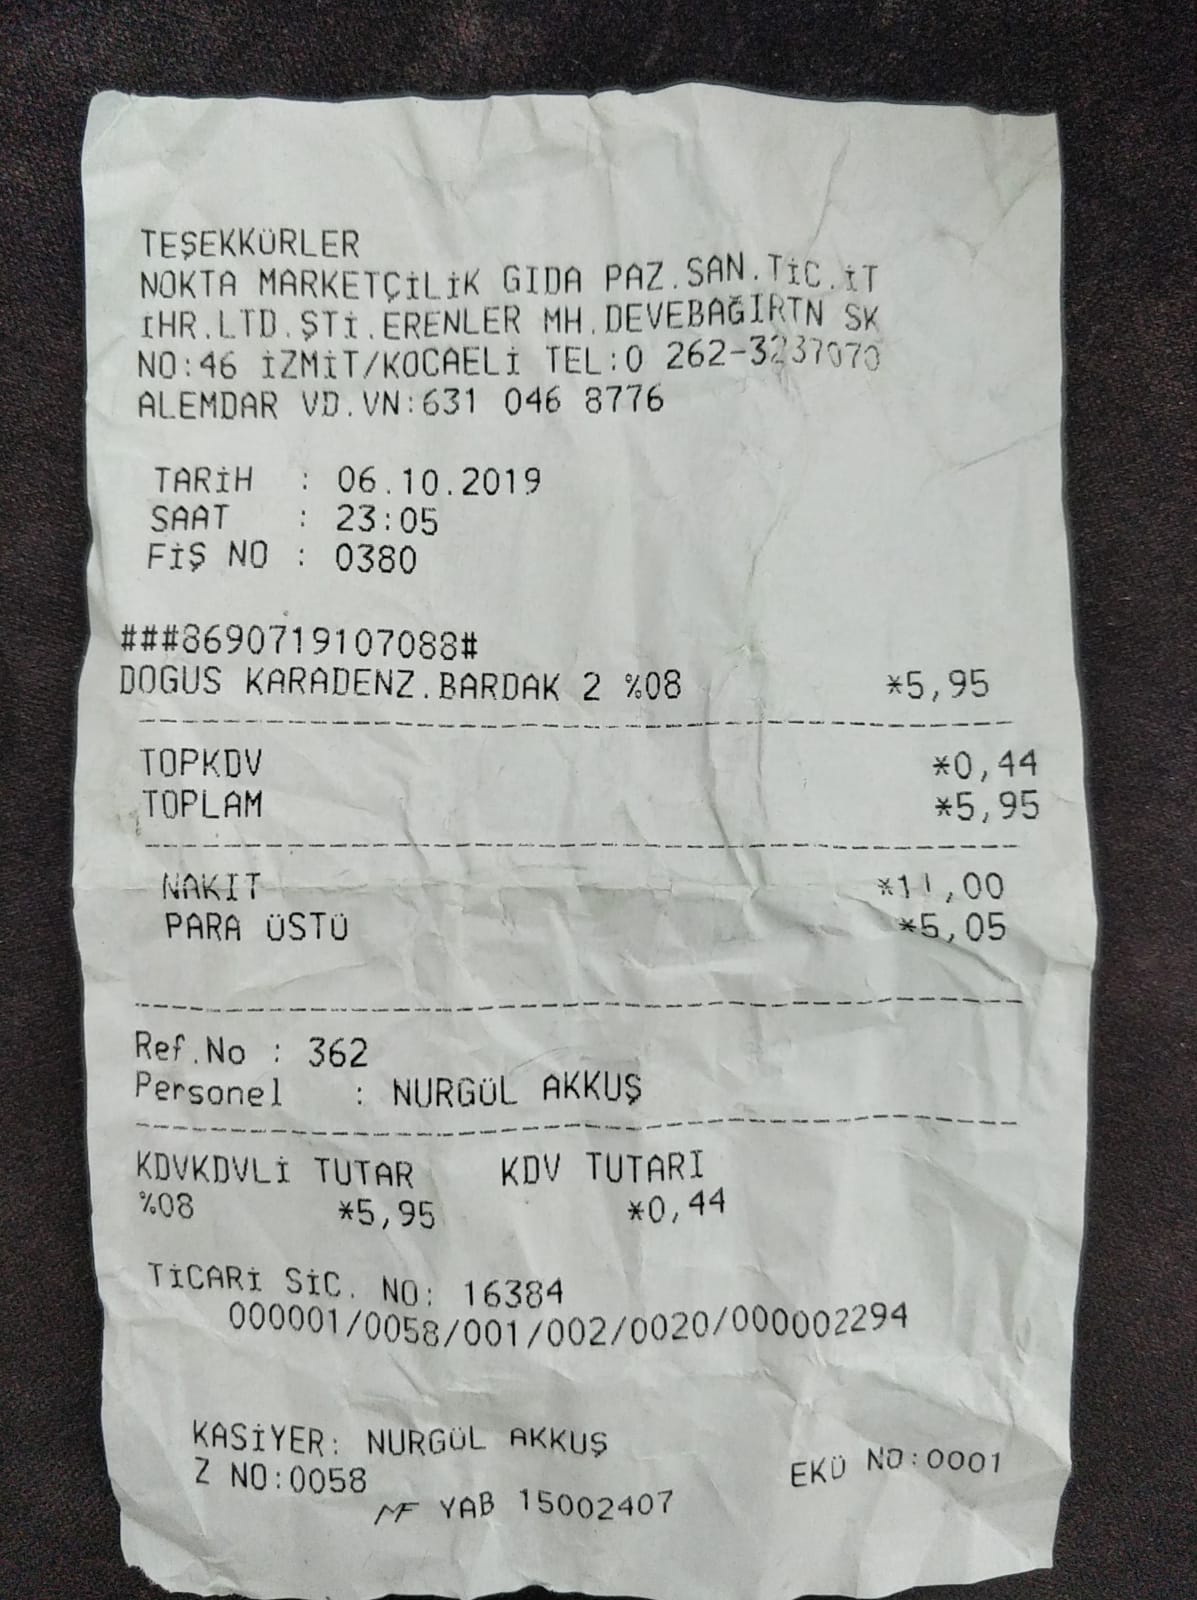 TEŞEKKÜRLER
NOKTA MARKETÇİLİK GIDA PAZ.SAN.TİC.İT
İHR.LTD.ŞTİ.ERENLER MH.DEVEBAĞIRTN SK
NO:46 İZMİT/KOCAELİ TEL:0 262-3237070
ALEMDAR VD.VN:631 046 8776
TARİH : 06.10.2019
SAAT : 23:05
FİŞ NO : 0380
###8690719107088#
DOGUS KARADENZ.BARDAK 2 %08 *5,95
TOPKDV *0,44
TOPLAM *5,95
NAKIT *11,00
PARA ÜSTÜ *5,05
Ref.No : 362
Personel : NURGÜL AKKUŞ
KDVKDVLİ TUTAR KDV TUTARI
%08 *5,95 *0,44
TİCARİ SİC. NO: 16384
000001/0058/001/002/0020/000002294
KASİYER: NURGÜL AKKUŞ
Z NO:0058 EKÜ NO:0001
MF YAB 15002407